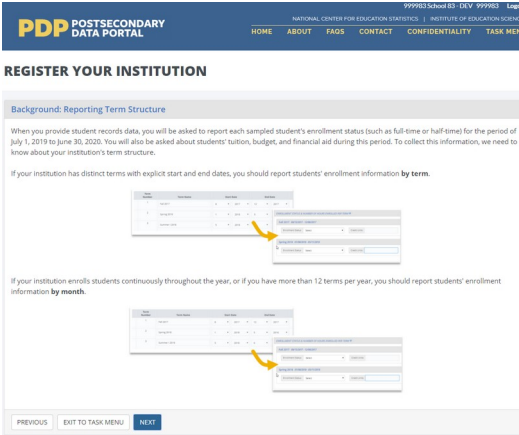 999983 School 83 - DEV 999983 Logo
NATIONAL CENTER FOR EDUCATION STATISTICS | INSTITUTE OF EDUCATION SCIENC
PDP POSTSECONDARY
DATA PORTAL
HOME ABOUT FAQS CONTACT CONFIDENTIALITY TASK MEN
REGISTER YOUR INSTITUTION
Background: Reporting Term Structure
When you provide student records data, you will be asked to report each sampled student's enrollment status (such as full-time or half-time) for the period of
July 1, 2019 to June 30, 2020. You will also be asked about students' tuition, budget, and financial aid during this period. To collect this information, we need to
know about your institution's term structure.
If your institution has distinct terms with explicit start and end dates, you should report students' enrollment information by term.
If your institution enrolls students continuously throughout the year, or if you have more than 12 terms per year, you should report students' enrollment
information by month.
PREVIOUS EXIT TO TASK MENU NEXT